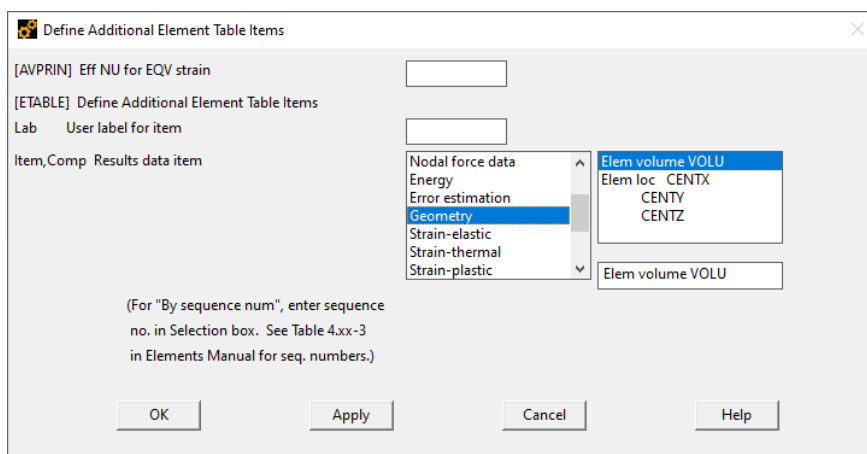 Define Additional Element Table Items
[AVPRIN] Eff NU for EQV strain
[ETABLE] Define Additional Element Table Items
Lab User label for item
Item,Comp Results data item
Nodal force data
Energy
Error estimation
Geometry
Strain-elastic
Strain-thermal
Strain-plastic
Elem volume VOLU
Elem loc CENTX
CENTY
CENTZ
Elem volume VOLU
(For "By sequence num", enter sequence
no. in Selection box. See Table 4.xx-3
in Elements Manual for seq. numbers.)
OK Apply Cancel Help